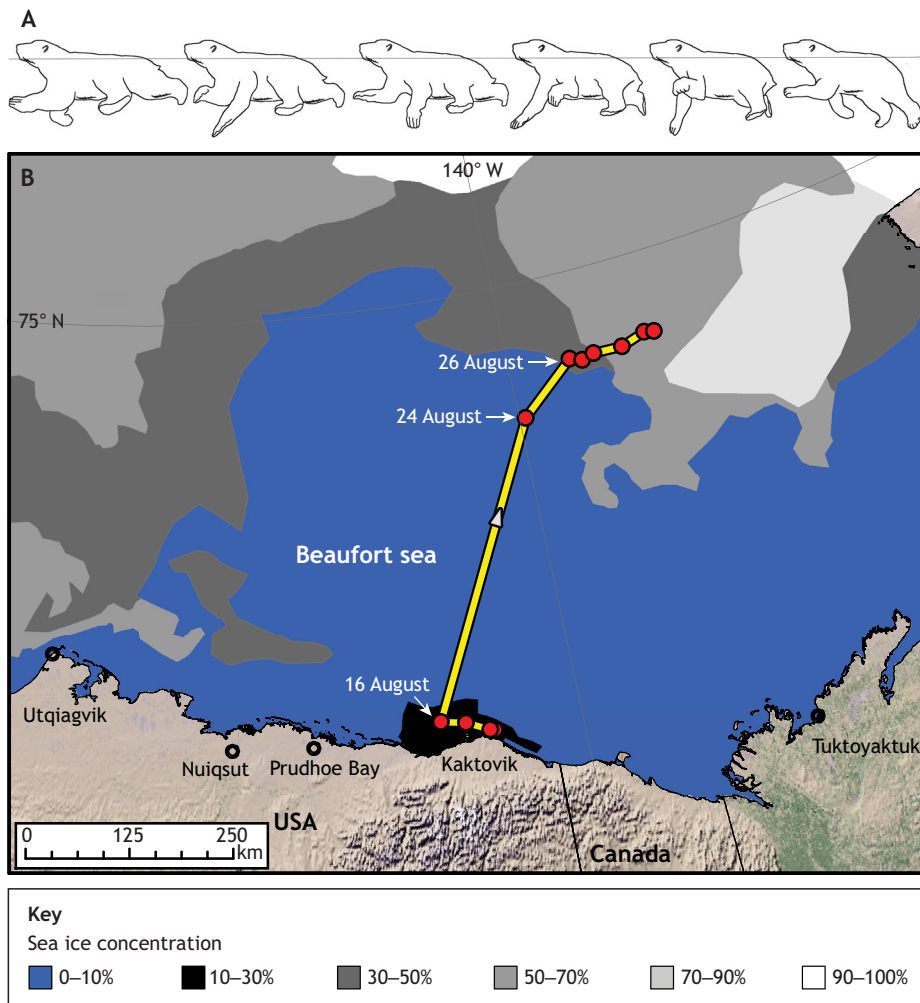 A
B
140° W
75° N
26 August
24 August
Beaufort sea
16 August
Utqiagvik
Nuiqsut
Prudhoe Bay
Kaktovik
Tuktoyaktuk
USA
Canada
0 125 250
km
Key
Sea ice concentration
0–10% 10–30% 30–50% 50–70% 70–90% 90–100%